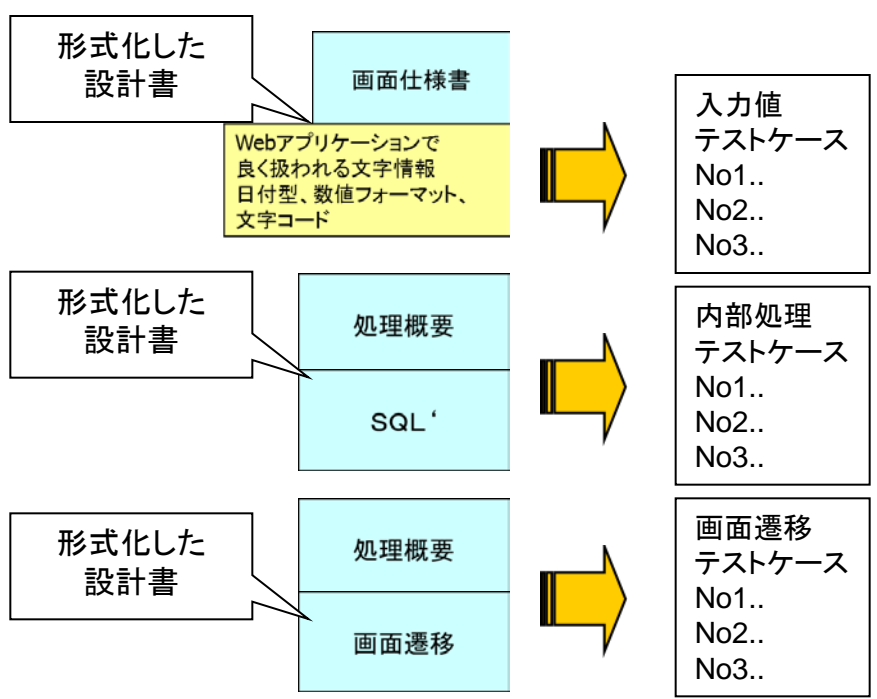 形式化した
設計書
画面仕様書
Webアプリケーションで
良く扱われる文字情報
日付型、数値フォーマット、
文字コード
入力値
テストケース
No1..
No2..
No3..
形式化した
設計書
処理概要
SQL‘
内部処理
テストケース
No1..
No2..
No3..
形式化した
設計書
処理概要
画面遷移
画面遷移
テストケース
No1..
No2..
No3..